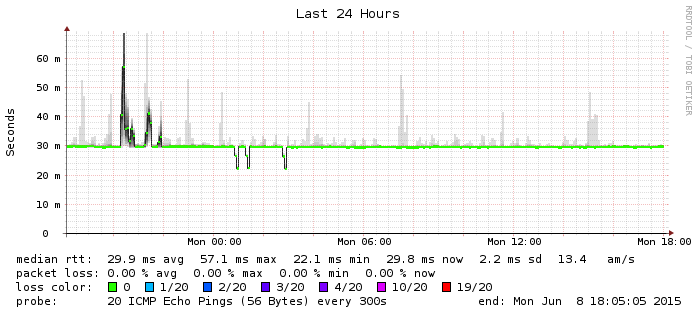 Last 24 Hours
RRDTOOL / TOBI OETIKER
Seconds
60 m
50 m
40 m
30 m
20 m
10 m
0
Mon 00:00 Mon 06:00 Mon 12:00 Mon 18:00
median rtt: 29.9 ms avg 57.1 ms max 22.1 ms min 29.8 ms now 2.2 ms sd 13.4 am/s
packet loss: 0.00 % avg 0.00 % max 0.00 % min 0.00 % now
loss color: 0 1/20 2/20 3/20 4/20 10/20 19/20
probe: 20 ICMP Echo Pings (56 Bytes) every 300s end: Mon Jun 8 18:05:05 2015